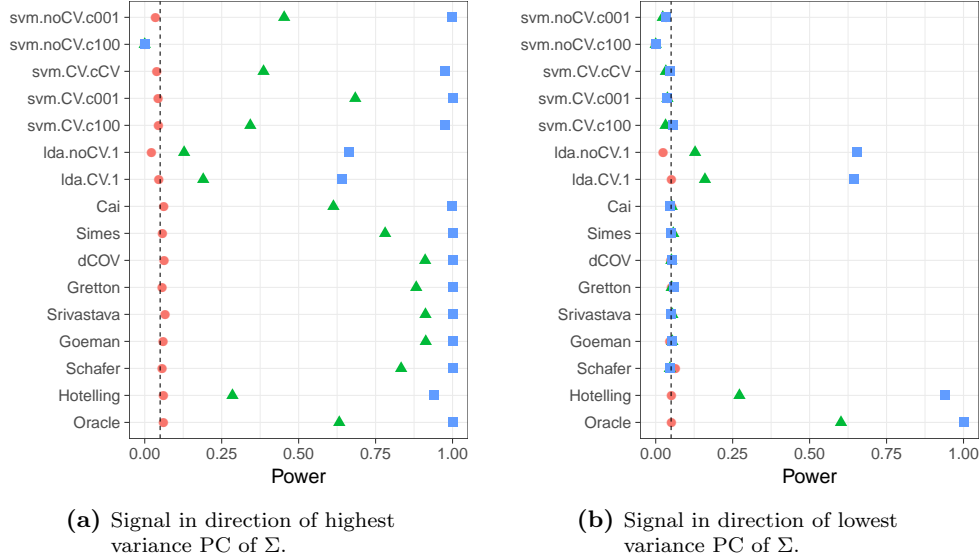 svm.noCV.c001
svm.noCV.c100
svm.CV.cCV
svm.CV.c001
svm.CV.c100
lda.noCV.1
lda.CV.1
Cai
Simes
dCOV
Gretton
Srivastava
Goeman
Schafer
Hotelling
Oracle
0.00 0.25 0.50 0.75 1.00
Power
(a) Signal in direction of highest
variance PC of Σ.
svm.noCV.c001
svm.noCV.c100
svm.CV.cCV
svm.CV.c001
svm.CV.c100
lda.noCV.1
lda.CV.1
Cai
Simes
dCOV
Gretton
Srivastava
Goeman
Schafer
Hotelling
Oracle
0.00 0.25 0.50 0.75 1.00
Power
(b) Signal in direction of lowest
variance PC of Σ.